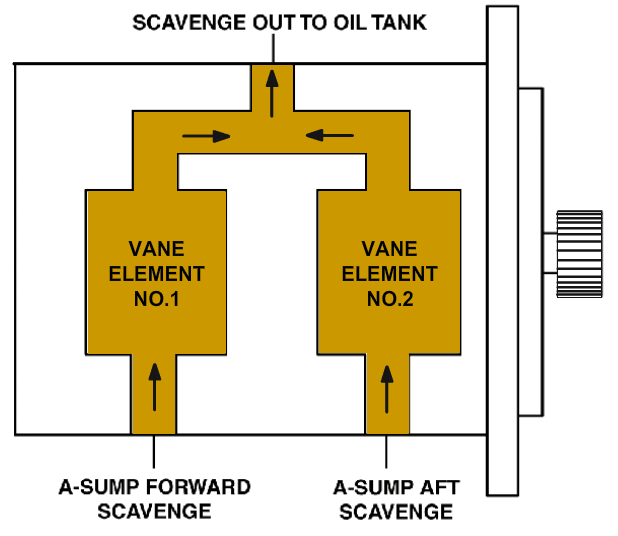 SCAVENGE OUT TO OIL TANK
VANE
ELEMENT
NO.1
VANE
ELEMENT
NO.2
A-SUMP FORWARD
SCAVENGE
A-SUMP AFT
SCAVENGE